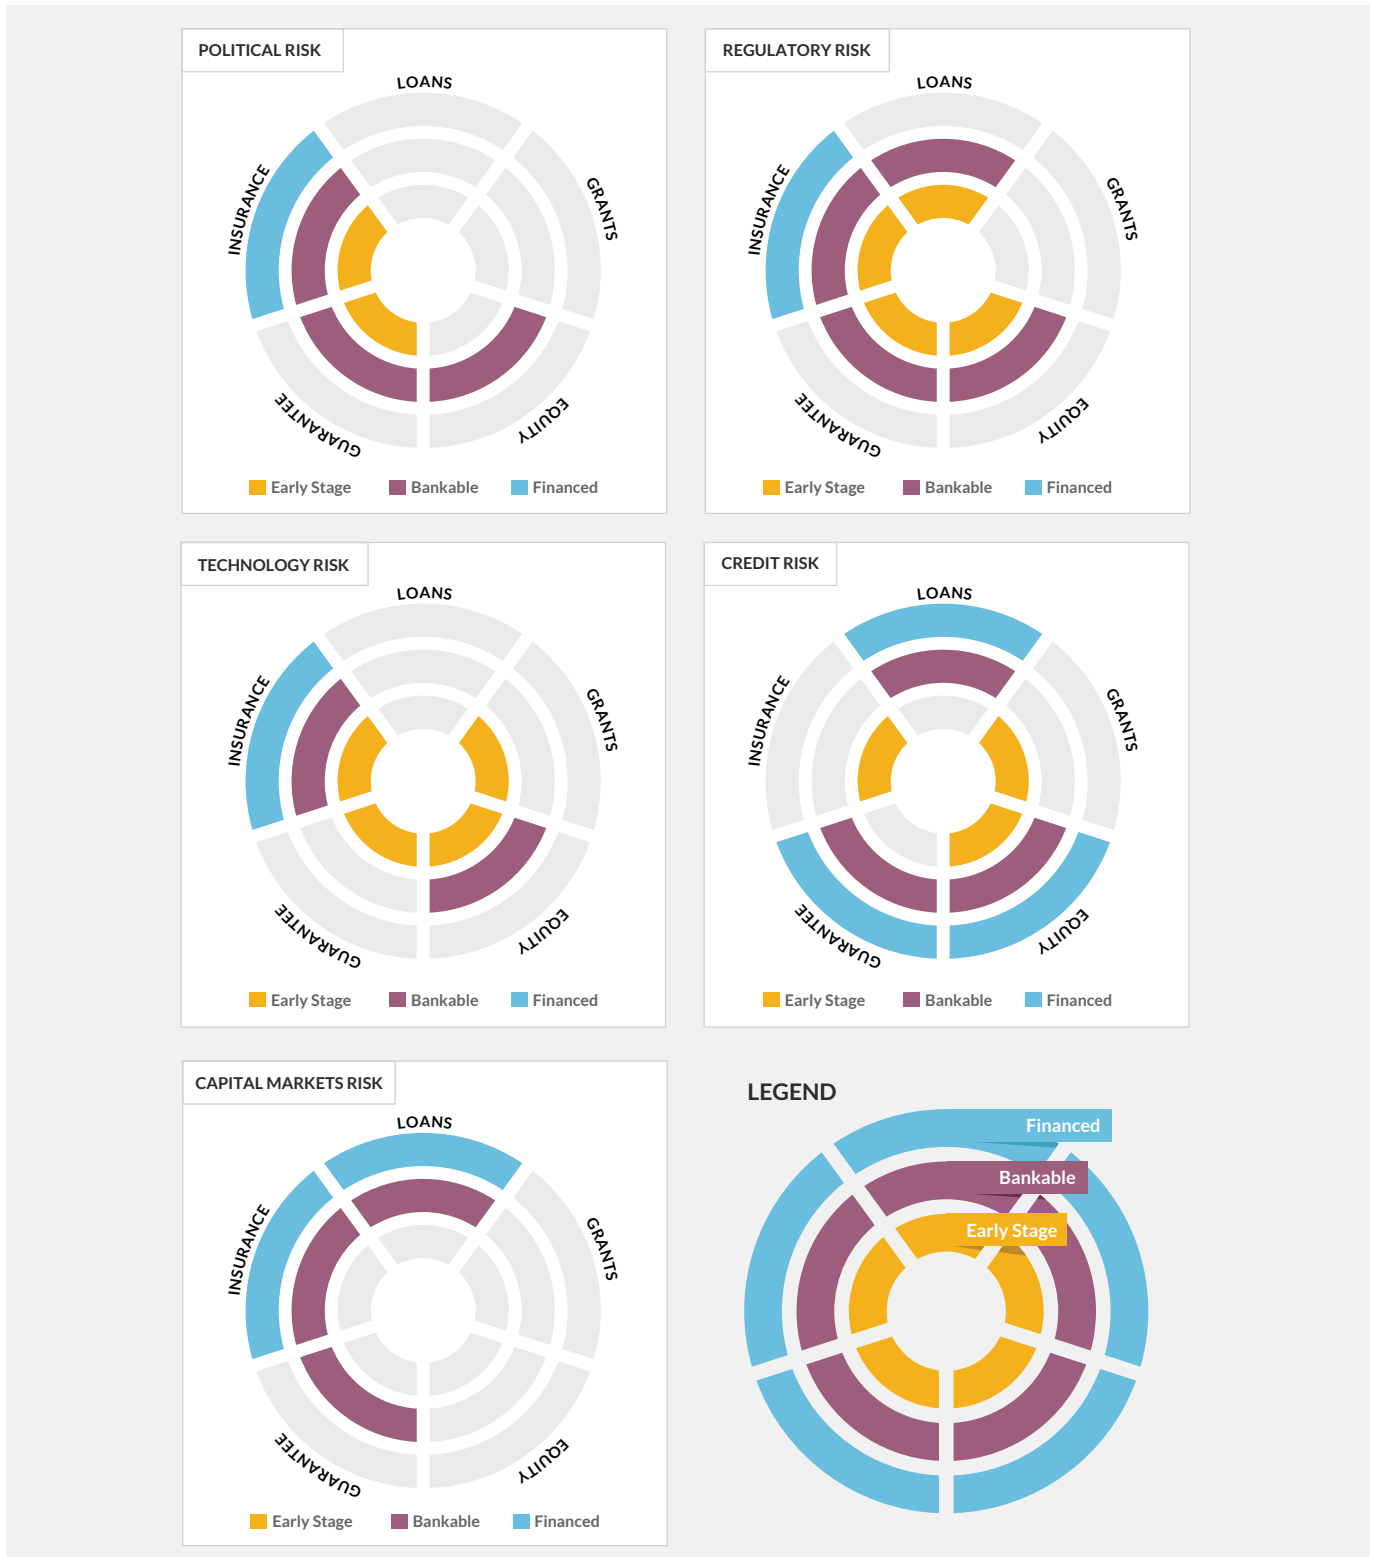 POLITICAL RISK
LOANS
GRANTS
INSURANCE
EQUITY
GUARANTEE
Early Stage
Bankable
Financed
REGULATORY RISK
LOANS
GRANTS
INSURANCE
EQUITY
GUARANTEE
Early Stage
Bankable
Financed
TECHNOLOGY RISK
LOANS
GRANTS
INSURANCE
EQUITY
GUARANTEE
Early Stage
Bankable
Financed
CREDIT RISK
LOANS
GRANTS
INSURANCE
EQUITY
GUARANTEE
Early Stage
Bankable
Financed
CAPITAL MARKETS RISK
LOANS
GRANTS
INSURANCE
EQUITY
GUARANTEE
Early Stage
Bankable
Financed
LEGEND
Financed
Bankable
Early Stage